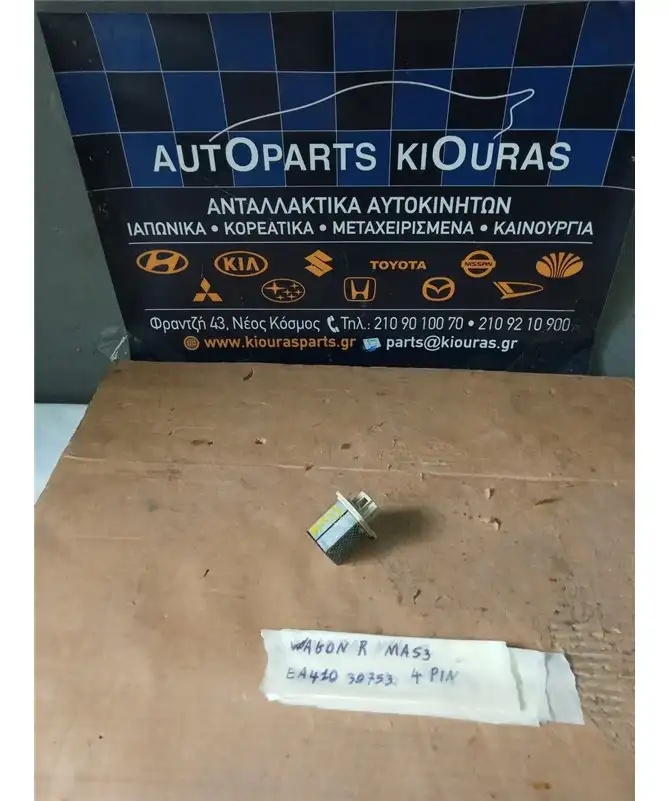 AUTOPARTS KIOURAS
ΑΝΤΑΛΛΑΚΤΙΚΑ ΑΥΤΟΚΙΝΗΤΩΝ
ΙΑΠΩΝΙΚΑ • ΚΟΡΕΑΤΙΚΑ • ΜΕΤΑΧΕΙΡΙΣΜΕΝΑ • ΚΑΙΝΟΥΡΓΙΑ
KIA TOYOTA NISSAN
Φραντζή 43, Νέος Κόσμος Τηλ.: 210 90 100 70 • 210 92 10 900
www.kiourasparts.gr parts@kiouras.gr
WAGON R MA53
EA410 30753 4 PIN